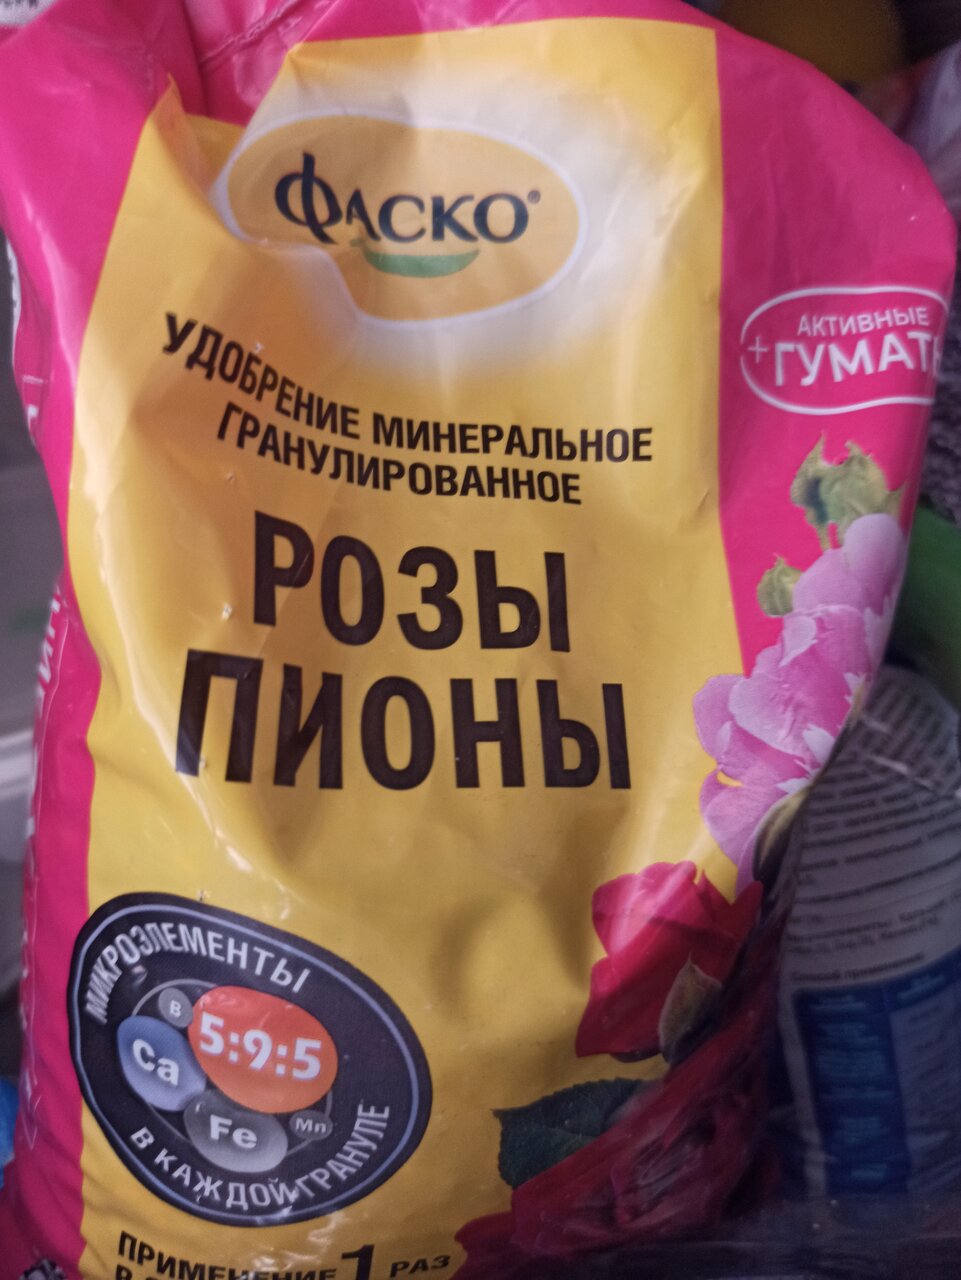 ФАСКО®
УДОБРЕНИЕ МИНЕРАЛЬНОЕ
ГРАНУЛИРОВАННОЕ
РОЗЫ
ПИОНЫ
АКТИВНЫЕ
+ГУМАТЫ
МИКРОЭЛЕМЕНТЫ
B
5:9:5
Ca
Fe
Mn
В КАЖДОЙ ГРАНУЛЕ
ПРИМЕНЕНИЕ 1 РАЗ